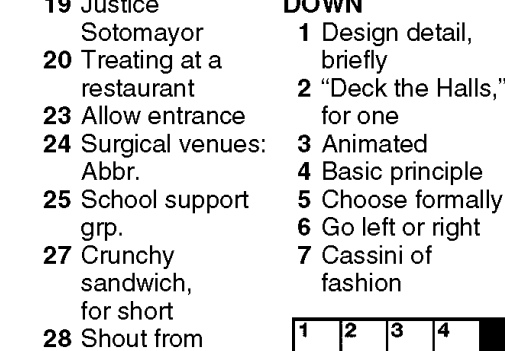 19 Justice
Sotomayor
20 Treating at a
restaurant
23 Allow entrance
24 Surgical venues:
Abbr.
25 School support
grp.
27 Crunchy
sandwich,
for short
28 Shout from
DOWN
1 Design detail,
briefly
2 “Deck the Halls,”
for one
3 Animated
4 Basic principle
5 Choose formally
6 Go left or right
7 Cassini of
fashion
1 2 3 4